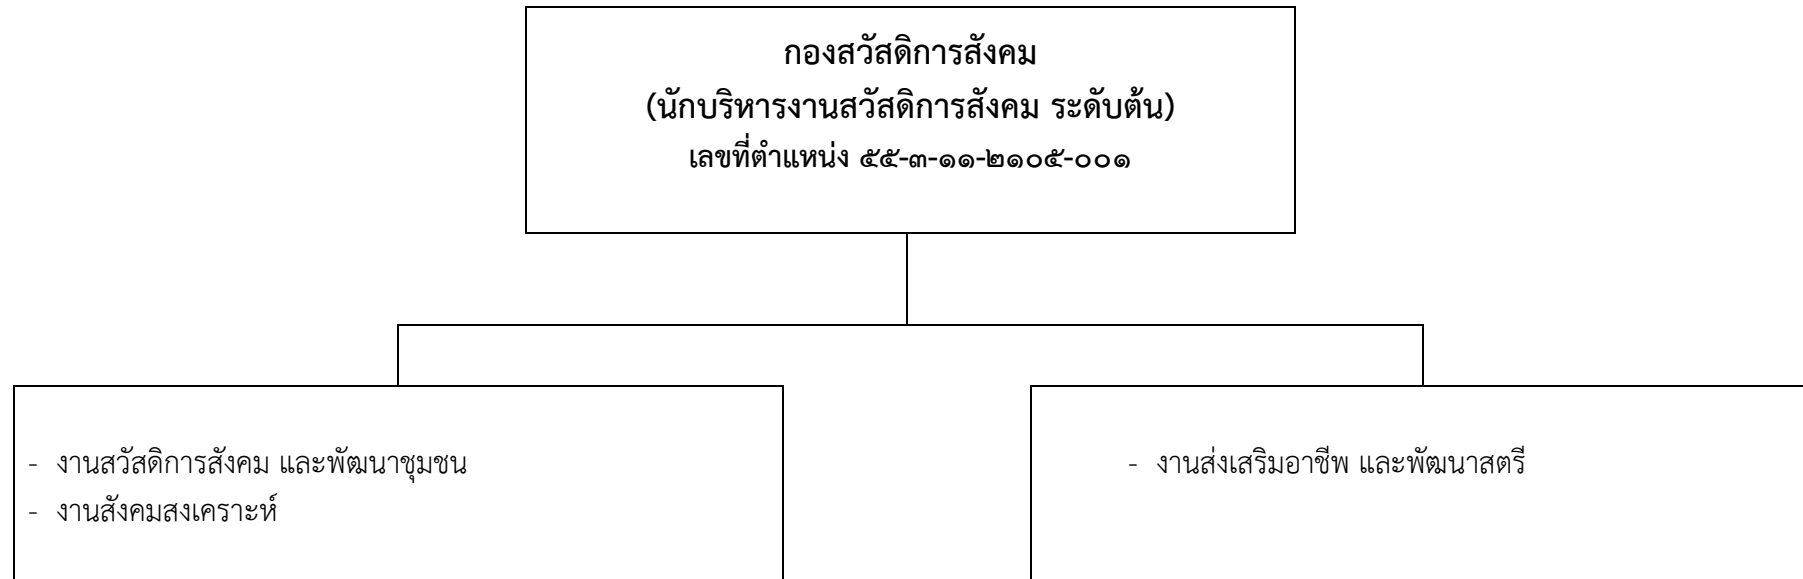 กองสวัสดิการสังคม
(นักบริหารงานสวัสดิการสังคม ระดับต้น)
เลขที่ตำแหน่ง ๕๕-๓-๑๑-๒๑๐๕-๐๐๑
- งานสวัสดิการสังคม และพัฒนาชุมชน
- งานสังคมสงเคราะห์
- งานส่งเสริมอาชีพ และพัฒนาสตรี